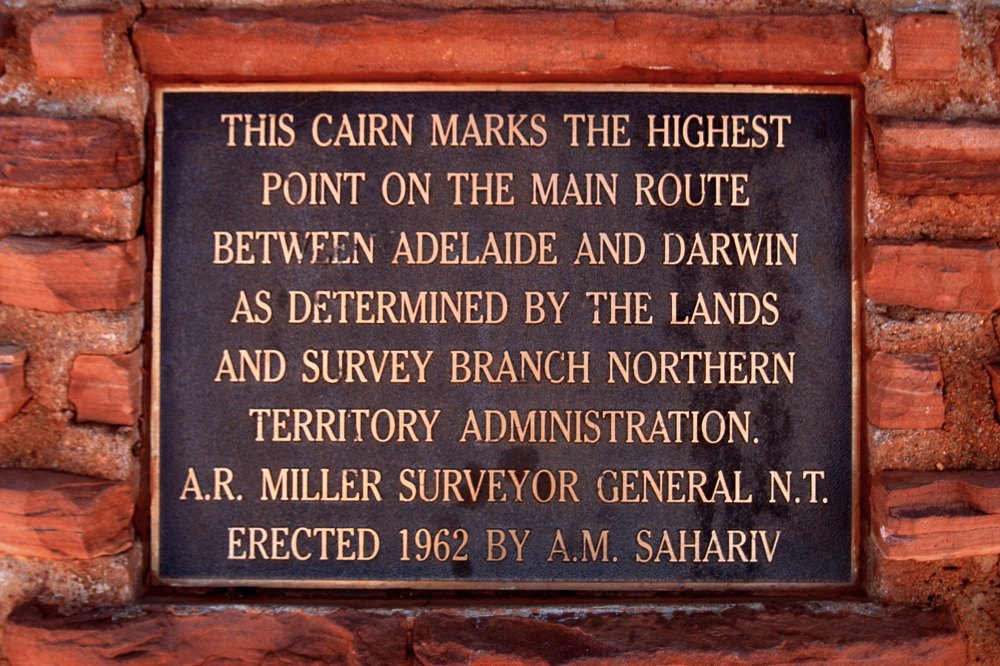 THIS CAIRN MARKS THE HIGHEST
POINT ON THE MAIN ROUTE
BETWEEN ADELAIDE AND DARWIN
AS DETERMINED BY THE LANDS
AND SURVEY BRANCH NORTHERN
TERRITORY ADMINISTRATION.
A.R. MILLER SURVEYOR GENERAL N.T.
ERECTED 1962 BY A.M. SAHARIV